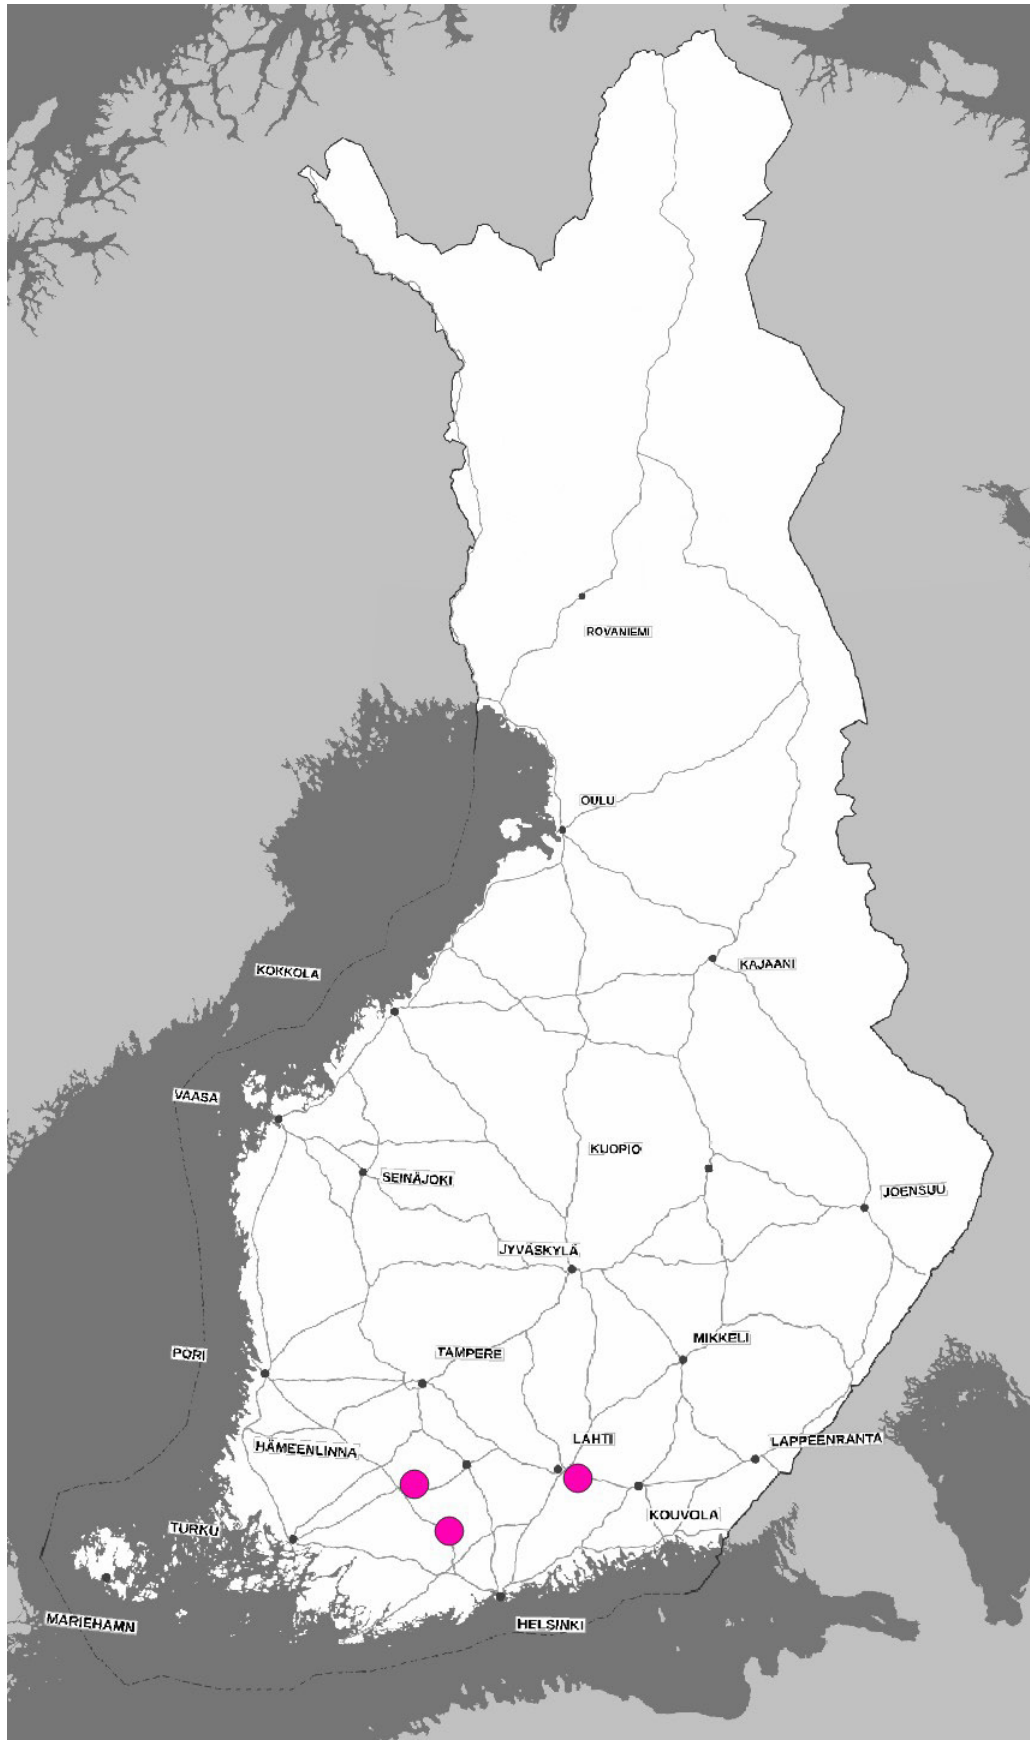 ROVANIEMI
OULU
KAJAANI
KOKKOLA
VAASA
KUOPIO
SEINÄJOKI
JOENSUU
JYVÄSKYLÄ
MIKKELI
TAMPERE
PORI
LAHTI
LAPPEENRANTA
HÄMEENLINNA
KOUVOLA
TURKU
MARIEHAMN
HELSINKI